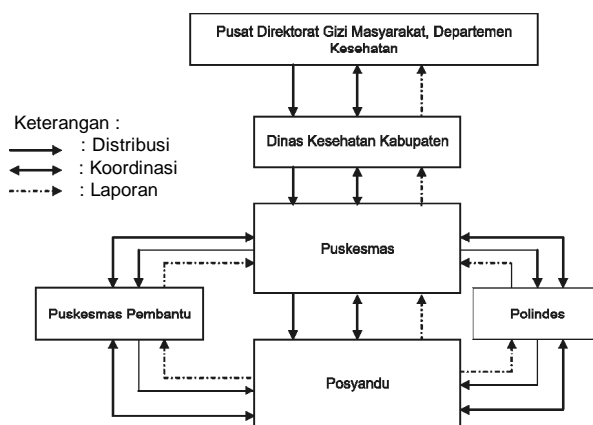 Pusat Direktorat Gizi Masyarakat, Departemen
Kesehatan
Keterangan :
: Distribusi
: Koordinasi
: Laporan
Dinas Kesehatan Kabupaten
Puskesmas
Puskesmas Pembantu
Polindes
Posyandu